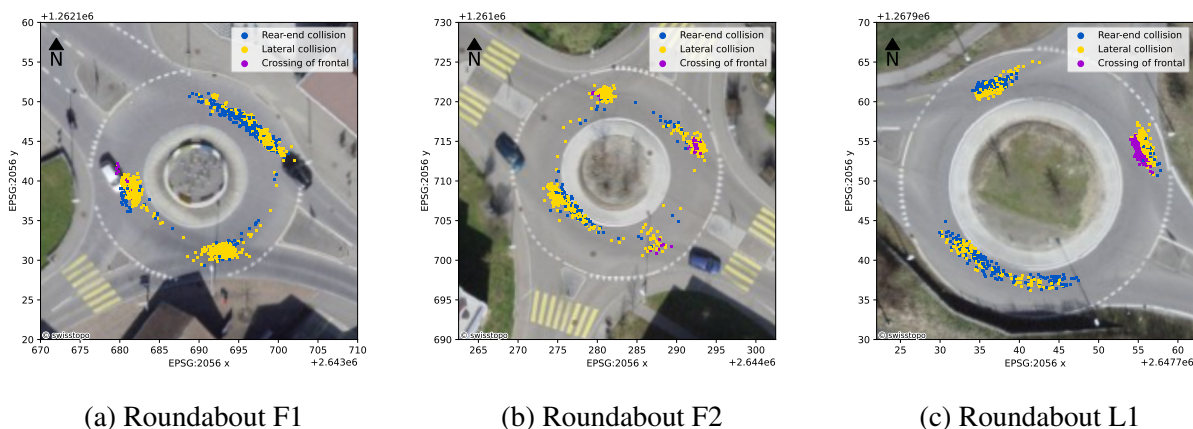 +1.2621e6
60
55
50
45
40
35
30
25
20
EPSG:2056 y
N
Rear-end collision
Lateral collision
Crossing of frontal
© swisstopo
670 675 680 685 690 695 700 705 710
EPSG:2056 x
+2.643e6
(a) Roundabout F1
+1.261e6
730
725
720
715
710
705
700
695
690
EPSG:2056 y
N
Rear-end collision
Lateral collision
Crossing of frontal
© swisstopo
265 270 275 280 285 290 295 300
EPSG:2056 x
+2.644e6
(b) Roundabout F2
+1.2679e6
70
65
60
55
50
45
40
35
30
EPSG:2056 y
N
Rear-end collision
Lateral collision
Crossing of frontal
© swisstopo
25 30 35 40 45 50 55 60
EPSG:2056 x
+2.6477e6
(c) Roundabout L1